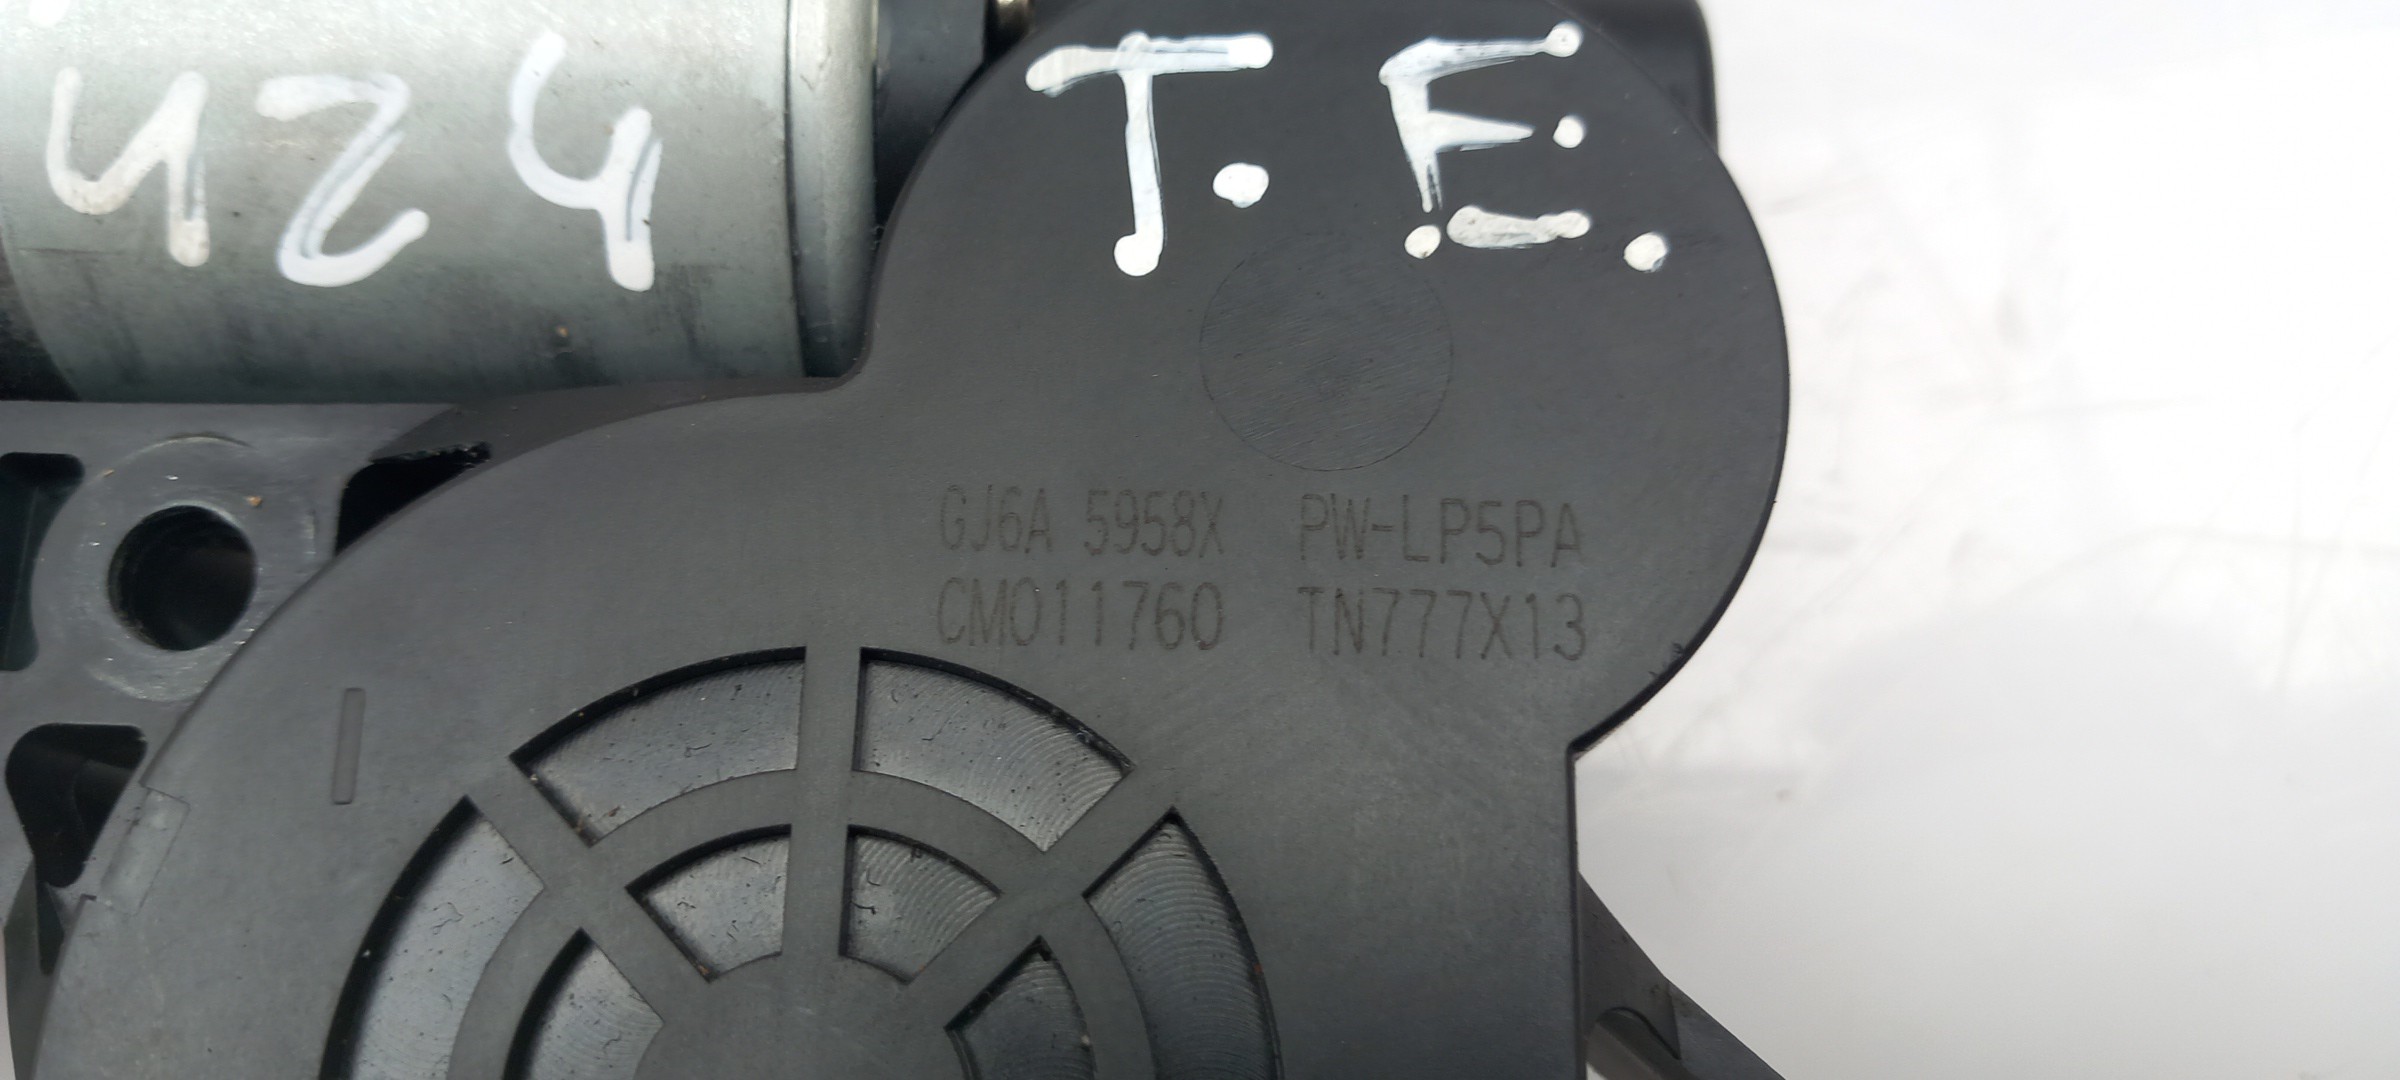 424 T.E.
GJ6A 5958X PW-LP5PA
CM011760 TN777X13